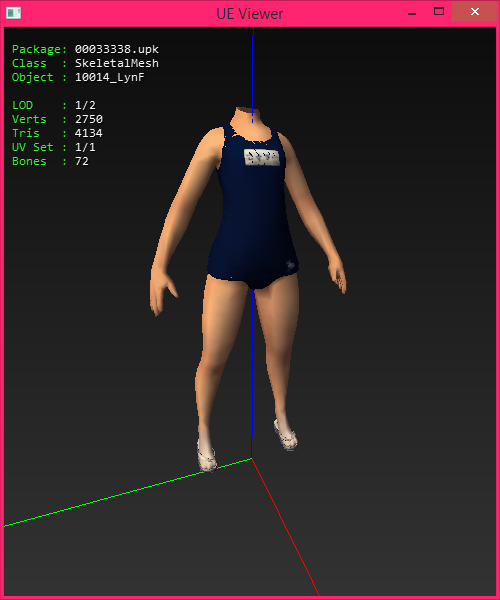 UE Viewer
Package: 00033338.upk
Class  : SkeletalMesh
Object : 10014_LynF
LOD    : 1/2
Verts  : 2750
Tris   : 4134
UV Set : 1/1
Bones  : 72